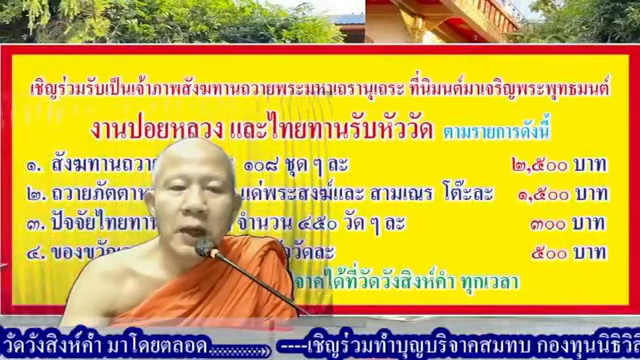 เชิญร่วมรับเป็นเจ้าภาพสังฆทานถวายพระมหาเถรานุเถระ ที่นิมนต์มาเจริญพระพุทธมนต์
งานปอยหลวง และไทยทานรับหัววัด ตามรายการดังนี้
๑. สังฆทานถวาย ๑๐๘ ชุด ๆ ละ ๒,๕๐๐ บาท
๒. ถวายภัตตาห แด่พระสงฆ์และ สามเณร โต๊ะละ ๑,๕๐๐ บาท
๓. ปัจจัยไทยทาน จำนวน ๔๕๐ วัด ๆ ละ ๓๐๐ บาท
๔. ของขวัญ วัดละ ๕๐๐ บาท
าคได้ที่วัดวังสิงห์คำ ทุกเวลา
วัดวังสิงห์คำ มาโดยตลอด............ ----เชิญร่วมทำบุญบริจาคสมทบ กองทุนนิธิวิ